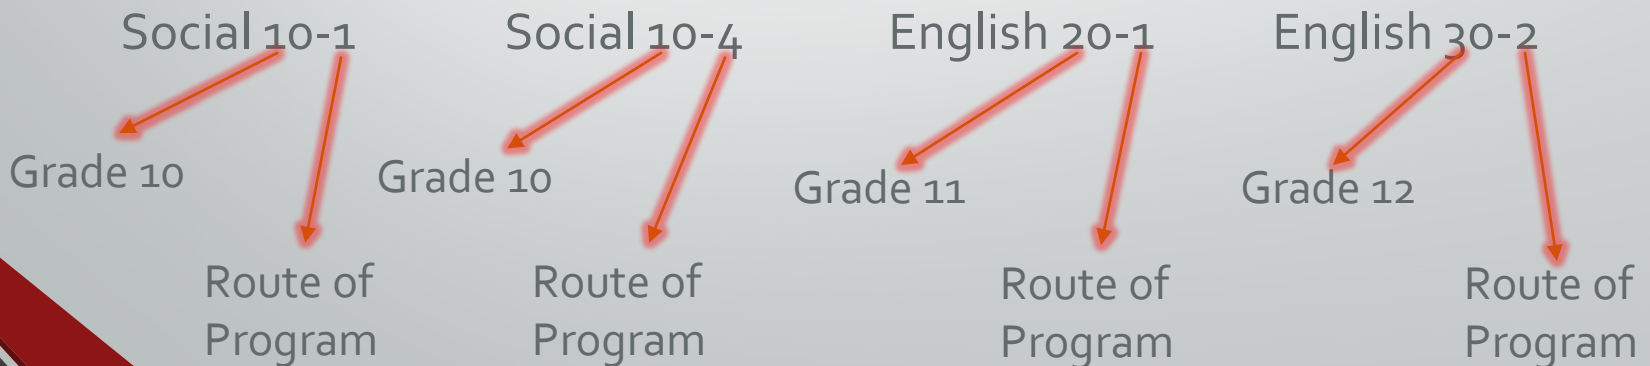 Social 10-1
Social 10-4
English 20-1
English 30-2
Grade 10
Grade 10
Grade 11
Grade 12
Route of
Program
Route of
Program
Route of
Program
Route of
Program